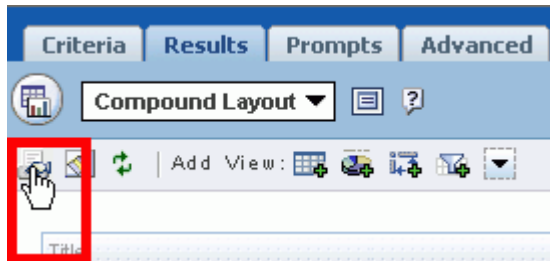 Criteria Results Prompts Advanced
Compound Layout
Add View:
Title